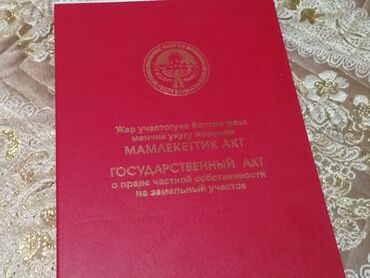 Жер участогуна болгон жеке
менчик укугу жөнүндө
МАМЛЕКЕТТИК АКТ
ГОСУДАРСТВЕННЫЙ АКТ
о праве частной собственности
на земельный участок